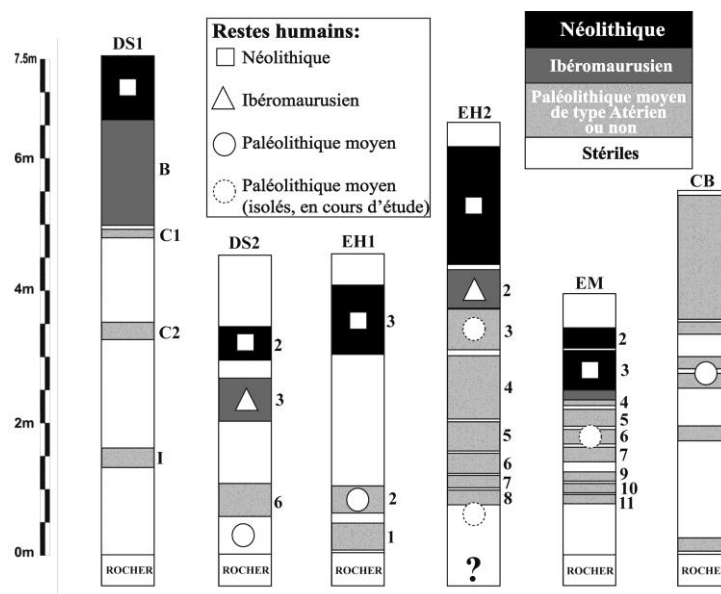 7.5m
6m
4m
2m
0m
DS1
B
C1
C2
I
ROCHER
Restes humains:
Néolithique
Ibéromaurusien
Paléolithique moyen
Paléolithique moyen
(isolés, en cours d'étude)
DS2
2
3
6
ROCHER
EH1
3
2
1
ROCHER
EH2
2
3
4
5
6
7
8
?
Néolithique
Ibéromaurusien
Paléolithique moyen
de type Atérien
ou non
Stériles
EM
2
3
4
5
6
7
9
10
11
ROCHER
CB
ROCHE